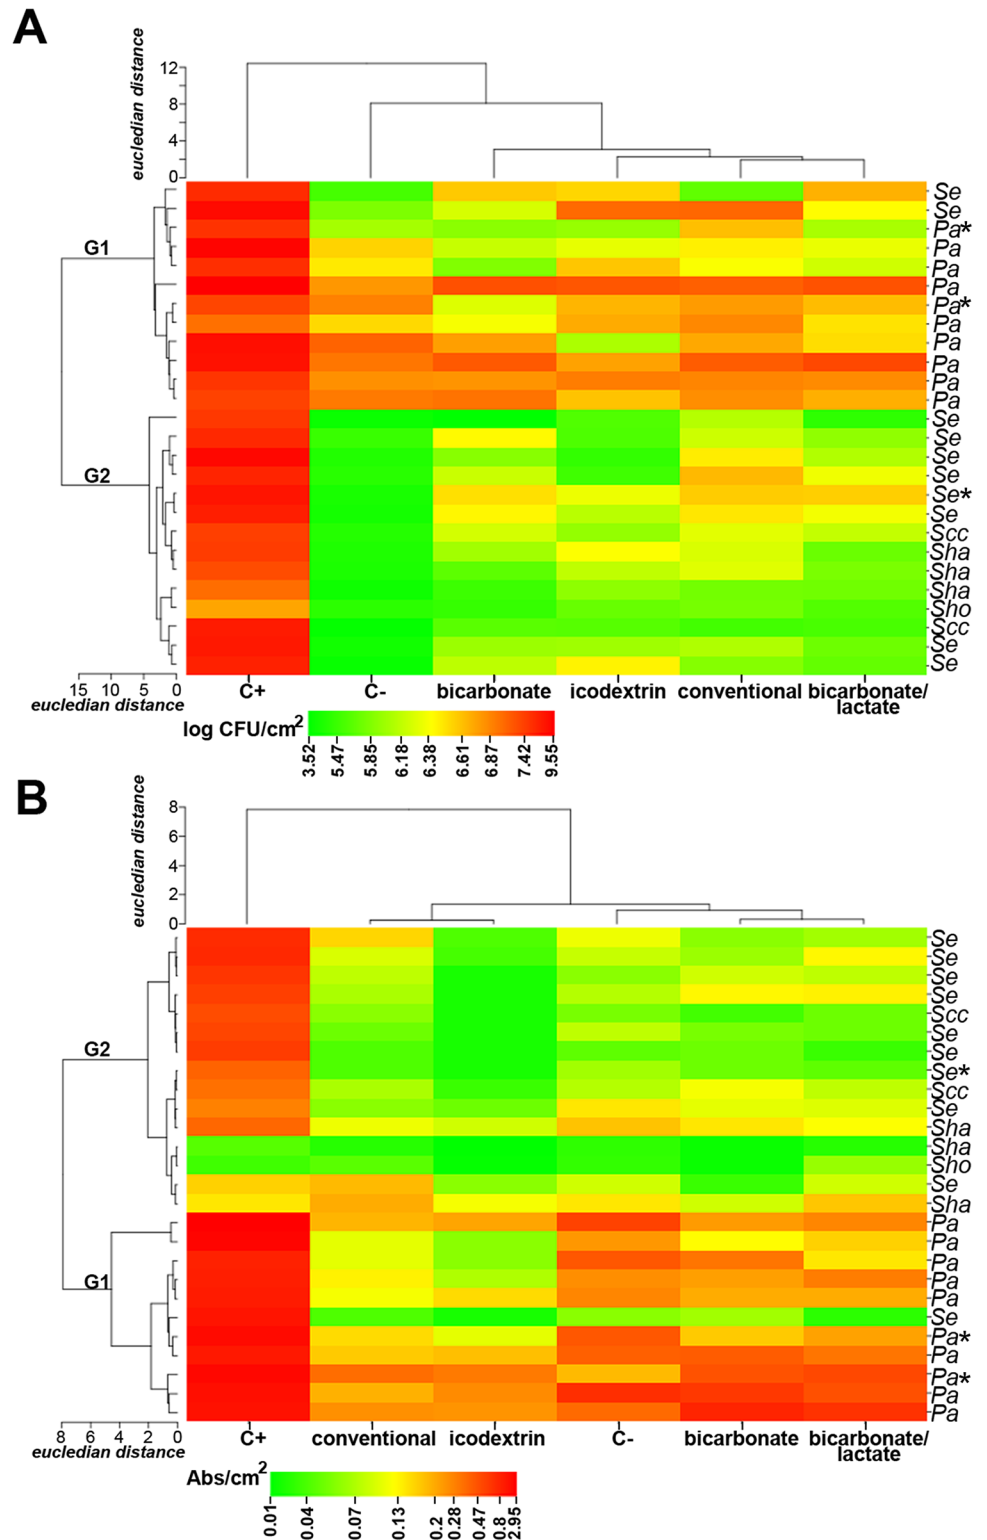 A
eucledian distance
12
8
4
0
G1
G2
Se
Se
Pa*
Pa
Pa
Pa
Pa*
Pa
Pa
Pa
Pa
Pa
Se
Se
Se
Se
Se*
Se
Scc
Sha
Sha
Sha
Sho
Scc
Se
Se
15 10 5 0
eucledian distance
C+ C- bicarbonate icodextrin conventional bicarbonate/
lactate
log CFU/cm2
3.52 5.47 5.85 6.18 6.38 6.61 6.87 7.42 9.55
B
eucledian distance
8
6
4
2
0
G2
G1
Se
Se
Se
Se
Scc
Se
Se
Se*
Scc
Se
Sha
Sha
Sho
Se
Sha
Pa
Pa
Pa
Pa
Pa
Se
Pa*
Pa
Pa*
Pa
Pa
8 6 4 2 0
eucledian distance
C+ conventional icodextrin C- bicarbonate bicarbonate/
lactate
Abs/cm2
0.01 0.04 0.07 0.13 0.2 0.28 0.47 0.8 2.95